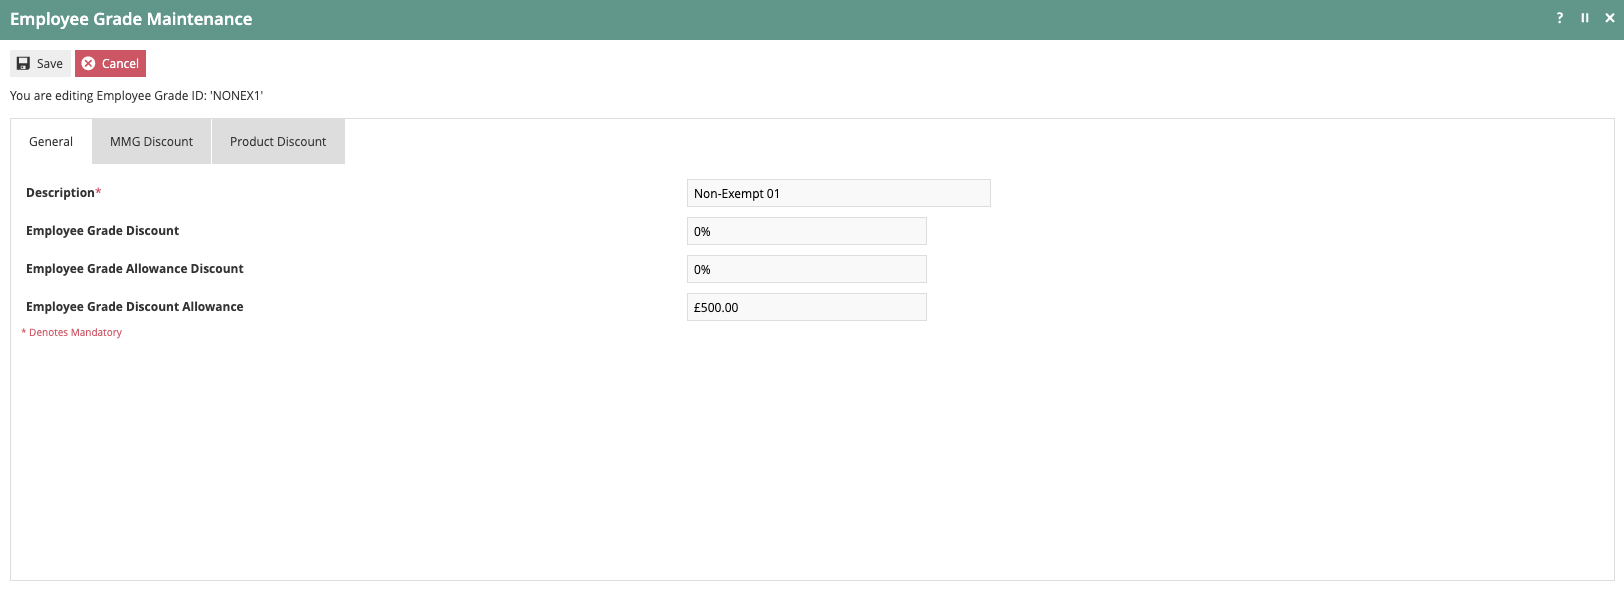 Employee Grade Maintenance
?
Save
Cancel
You are editing Employee Grade ID: 'NONEX1'
General
MMG Discount
Product Discount
Description*
Non-Exempt 01
Employee Grade Discount
0%
Employee Grade Allowance Discount
0%
Employee Grade Discount Allowance
£500.00
* Denotes Mandatory